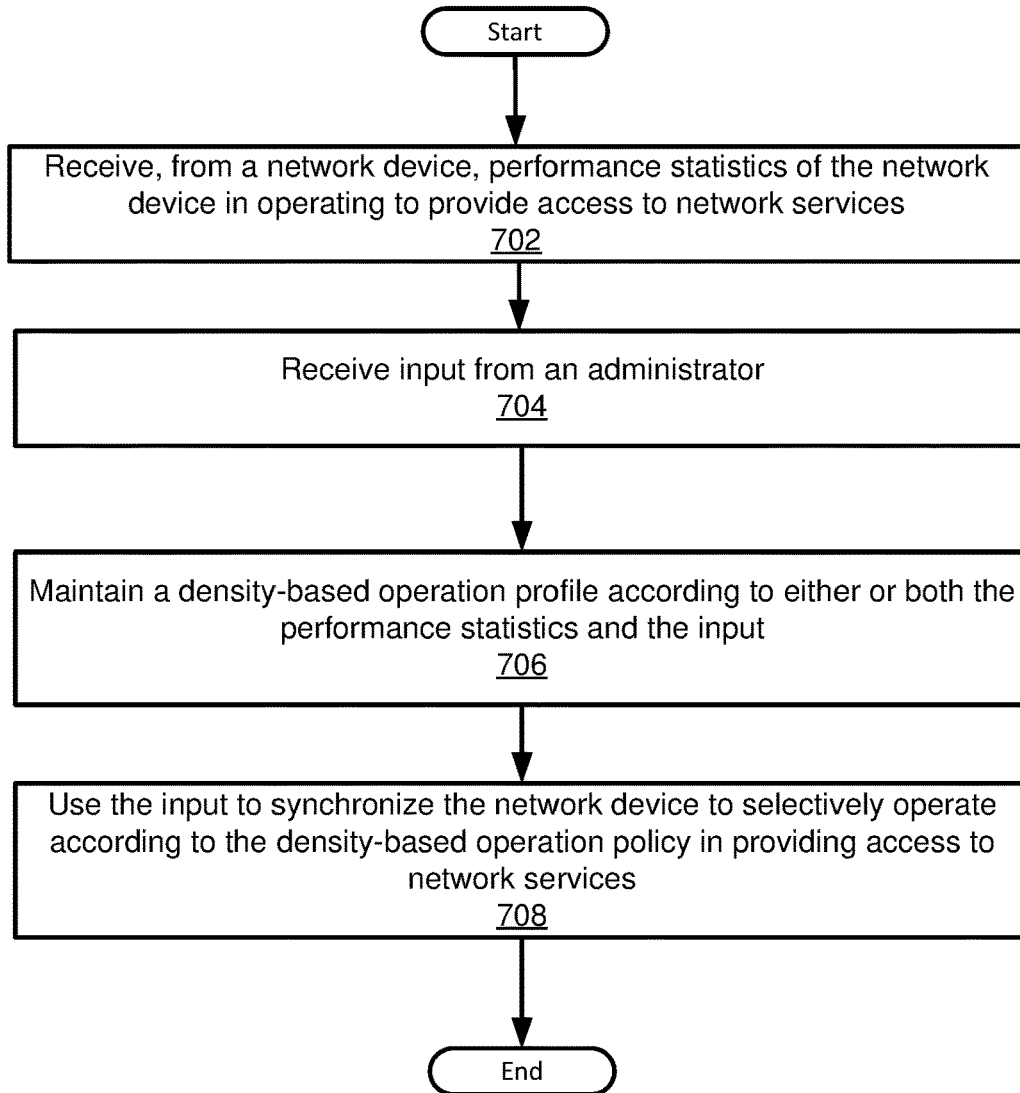 Start
Receive, from a network device, performance statistics of the network
device in operating to provide access to network services
702
Receive input from an administrator
704
Maintain a density-based operation profile according to either or both the
performance statistics and the input
706
Use the input to synchronize the network device to selectively operate
according to the density-based operation policy in providing access to
network services
708
End